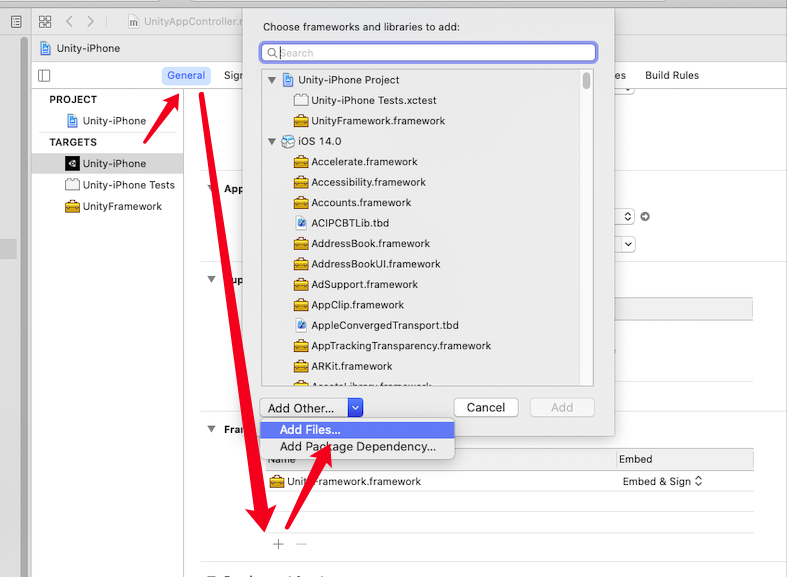 UnityAppController.
Choose frameworks and libraries to add:
Unity-iPhone
Search
General
Sign
es
Build Rules
PROJECT
Unity-iPhone
TARGETS
Unity-iPhone
Unity-iPhone Tests
UnityFramework
Unity-iPhone Project
Unity-iPhone Tests.xctest
UnityFramework.framework
iOS 14.0
Accelerate.framework
Accessibility.framework
Accounts.framework
ACIPCBTLib.tbd
AddressBook.framework
AddressBookUI.framework
AdSupport.framework
AppClip.framework
AppleConvergedTransport.tbd
AppTrackingTransparency.framework
ARKit.framework
AssetsLibrary.framework
App
up
Add Other...
Cancel
Add
Add Files...
Add Package Dependency...
Fra
Name
Embed
Unit ramework.framework
Embed & Sign